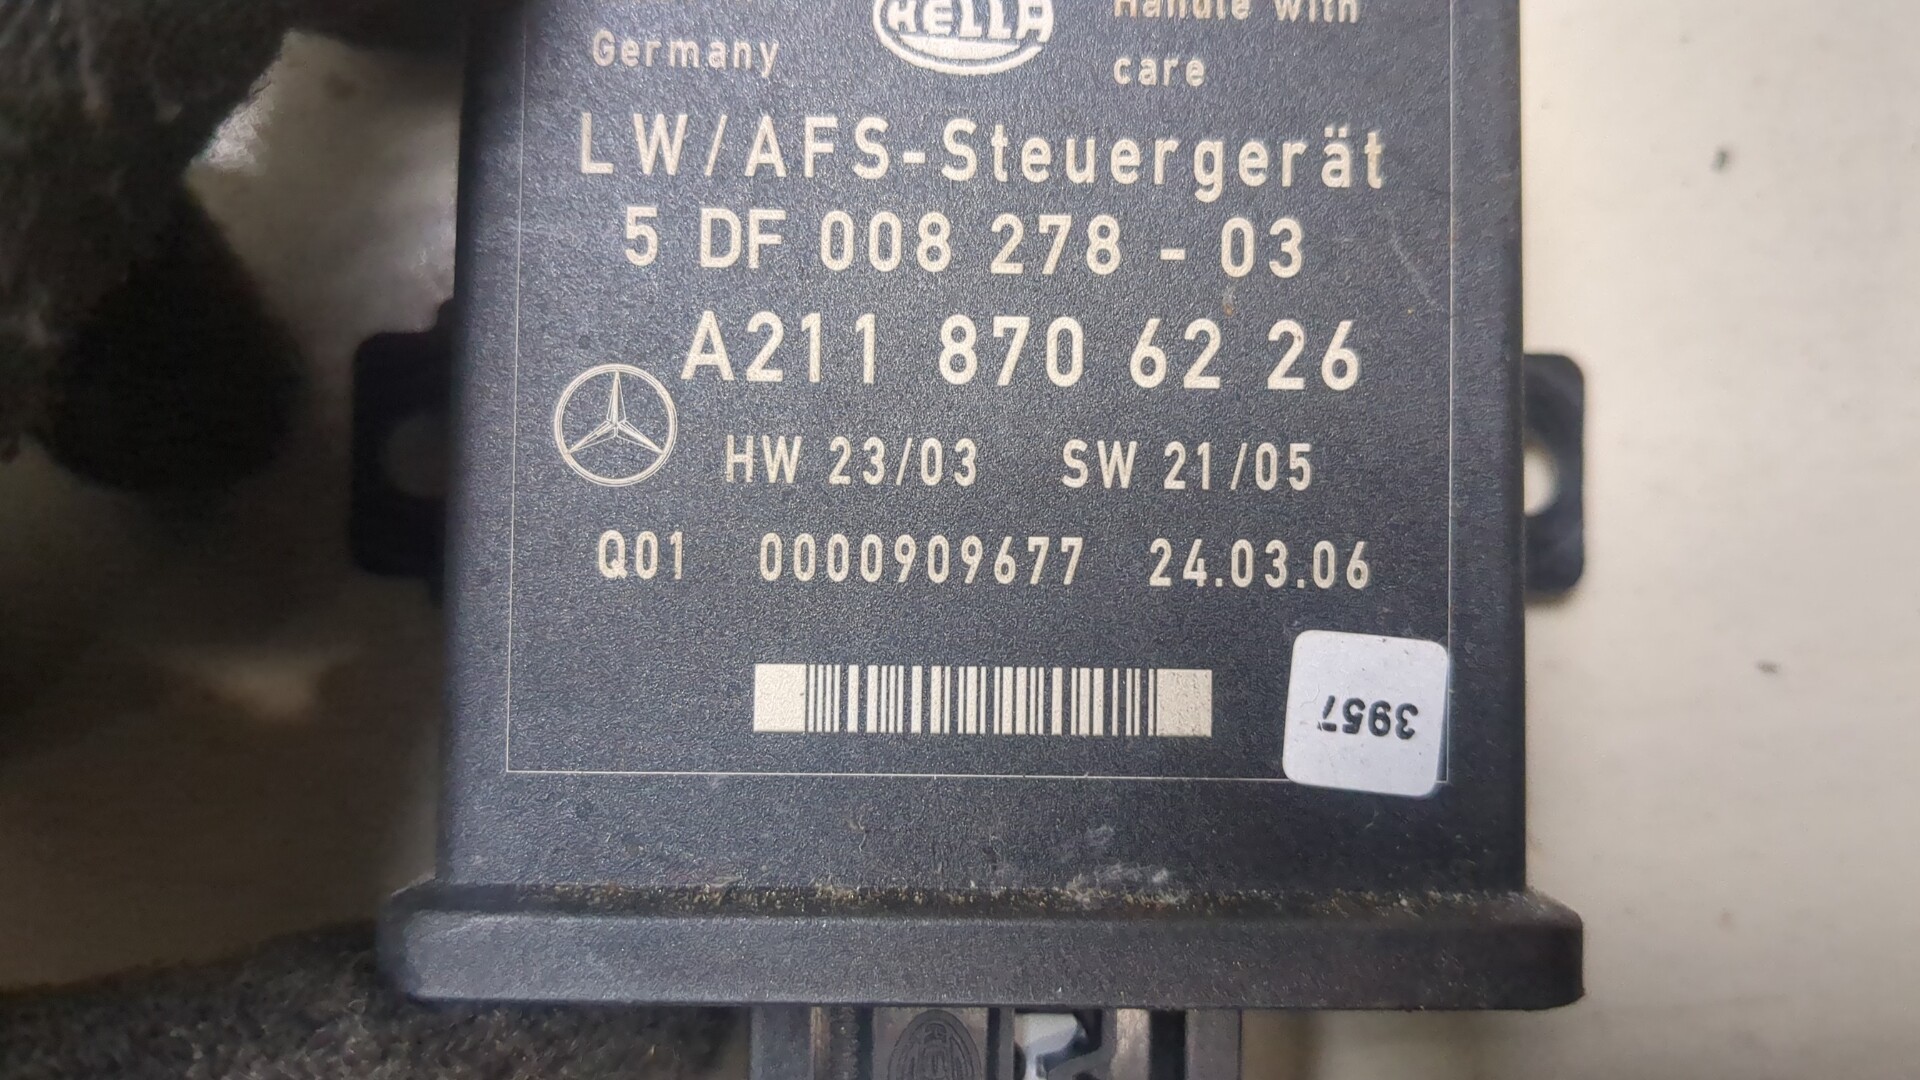 HELLA
Handle with
Germany
care
LW/AFS-Steuergerät
5 DF 008 278 - 03
A211 870 62 26
HW 23/03 SW 21/05
Q01 0000909677 24.03.06
3957